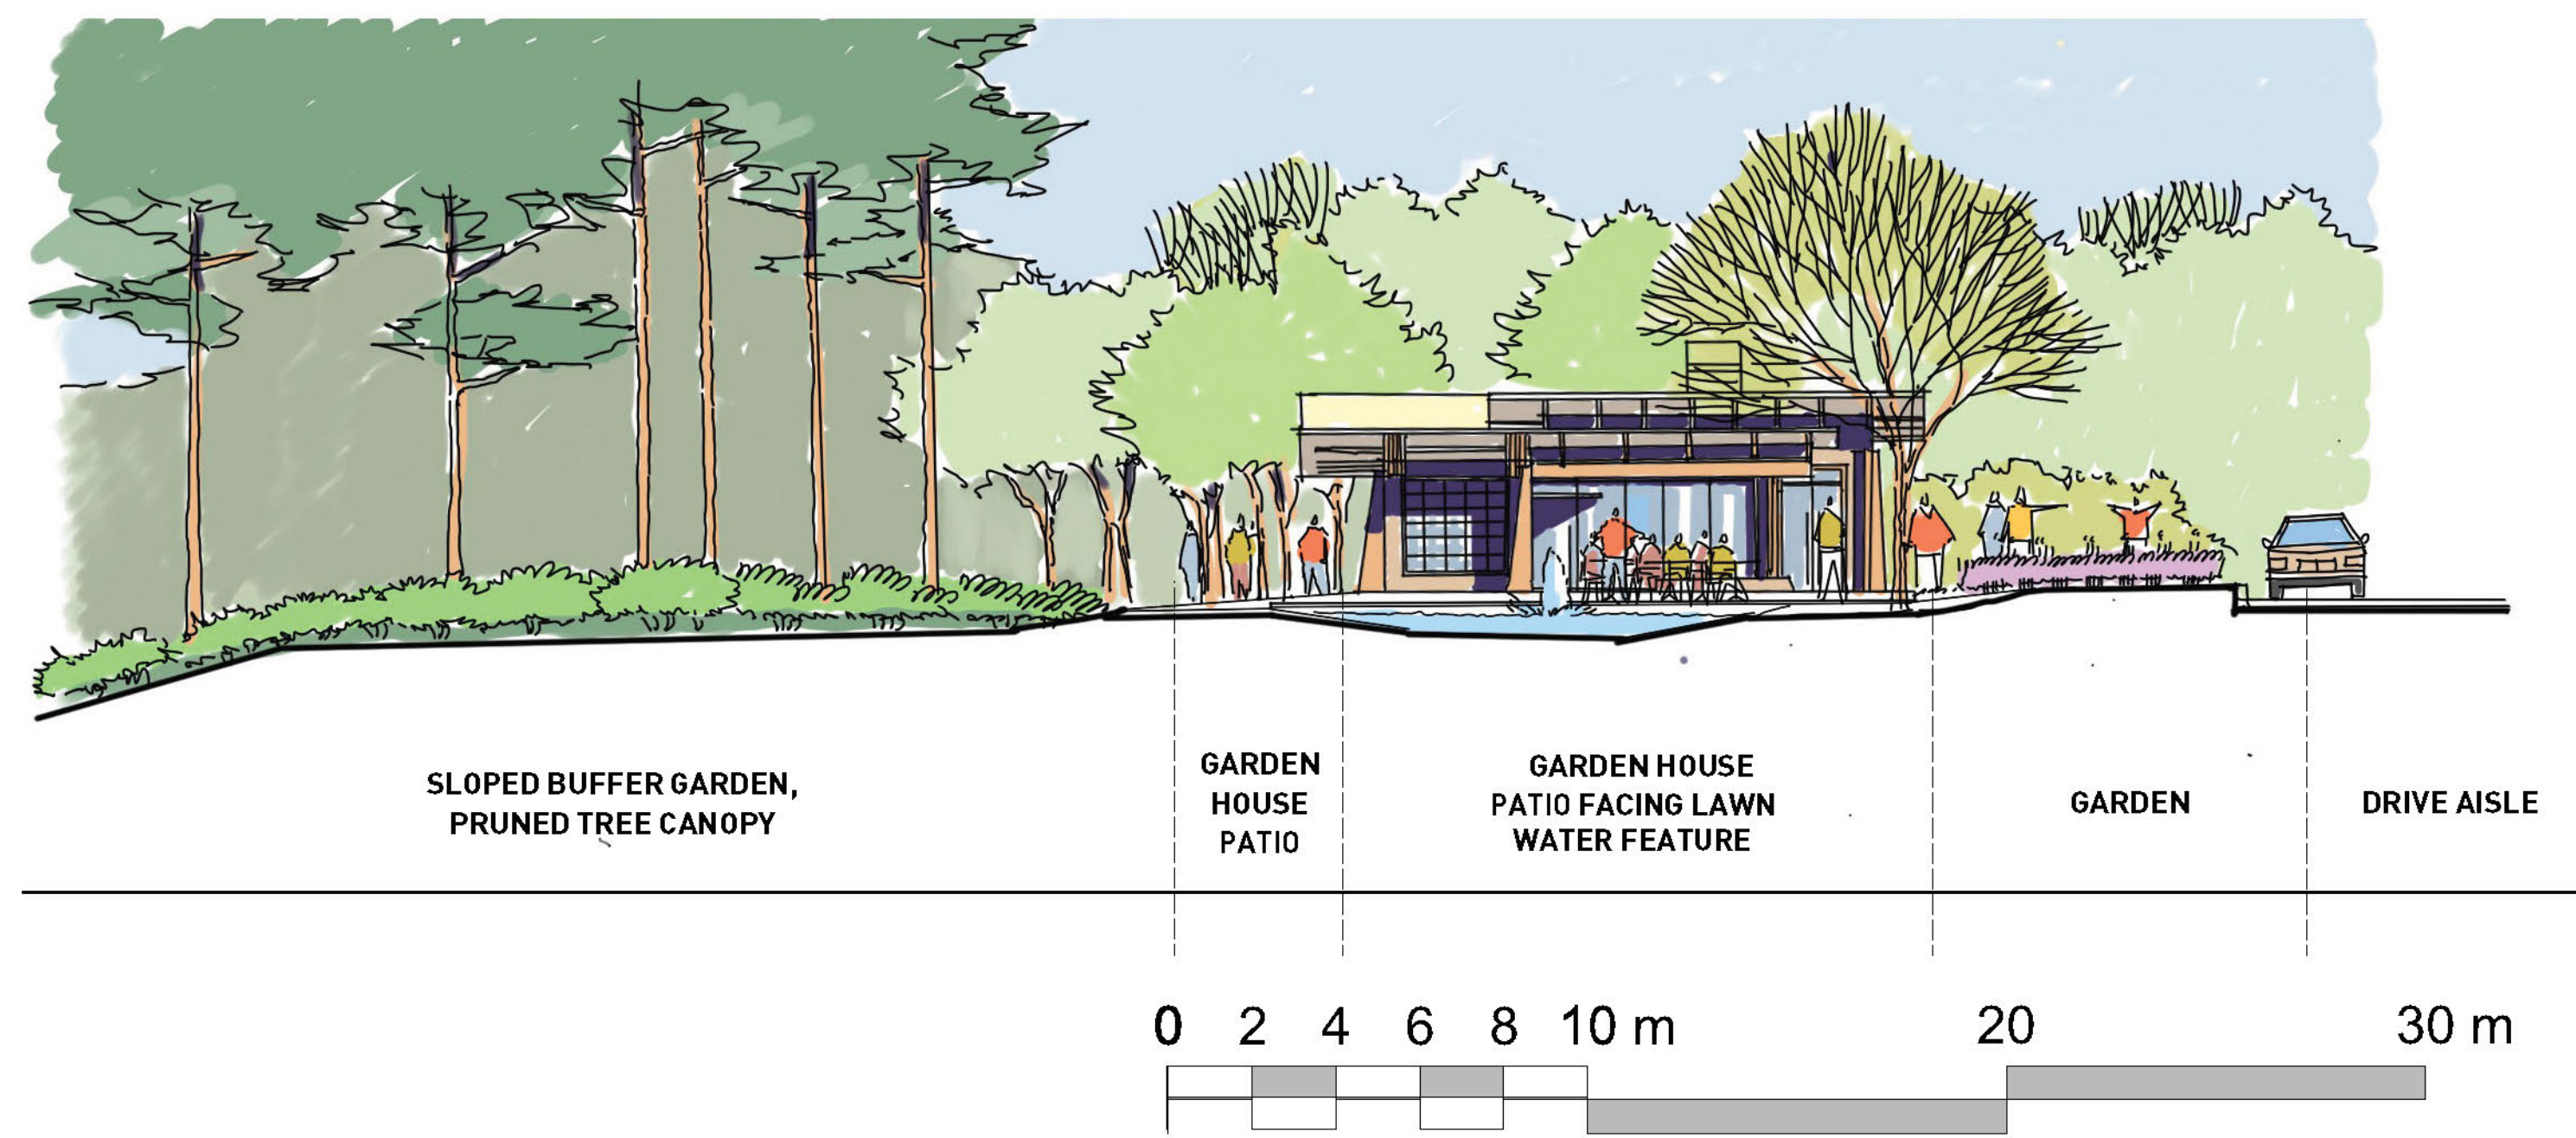 SLOPED BUFFER GARDEN,
PRUNED TREE CANOPY
GARDEN
HOUSE
PATIO
GARDEN HOUSE
PATIO FACING LAWN
WATER FEATURE
GARDEN
DRIVE AISLE
0 2 4 6 8 10 m 20 30 m